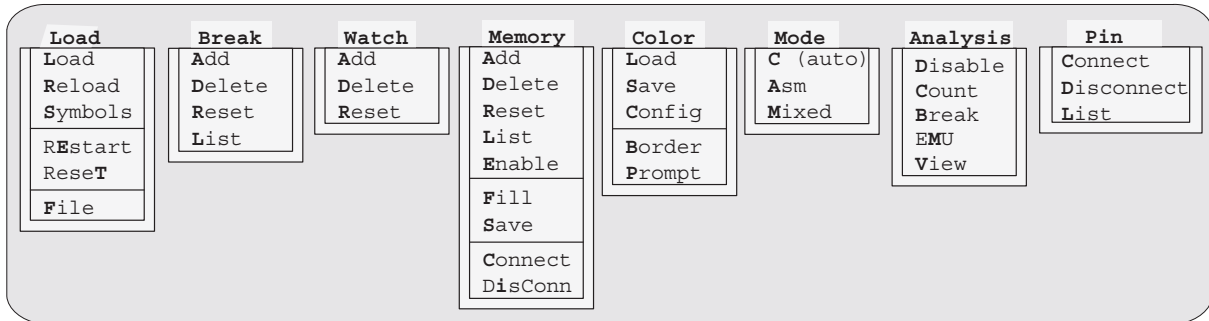 Load
Load
Reload
Symbols
REstart
ReseT
File
Break
Add
Delete
Reset
List
Watch
Add
Delete
Reset
Memory
Add
Delete
Reset
List
Enable
Fill
Save
Connect
DisConn
Color
Load
Save
Config
Border
Prompt
Mode
C (auto)
Asm
Mixed
Analysis
Disable
Count
Break
EMU
View
Pin
Connect
Disconnect
List